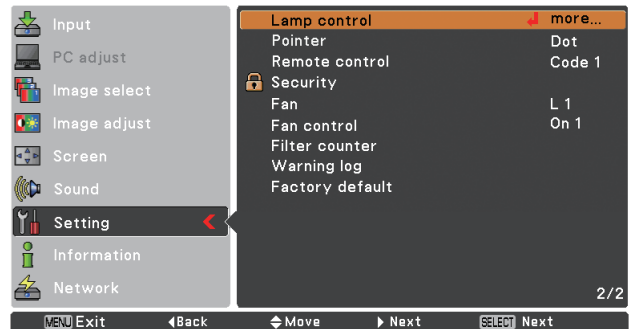 Input
PC adjust
Image select
Image adjust
Screen
Sound
Setting
Information
Network
Lamp control more...
Pointer Dot
Remote control Code 1
Security
Fan L 1
Fan control On 1
Filter counter
Warning log
Factory default
2/2
MENU Exit Back Move Next SELECT Next